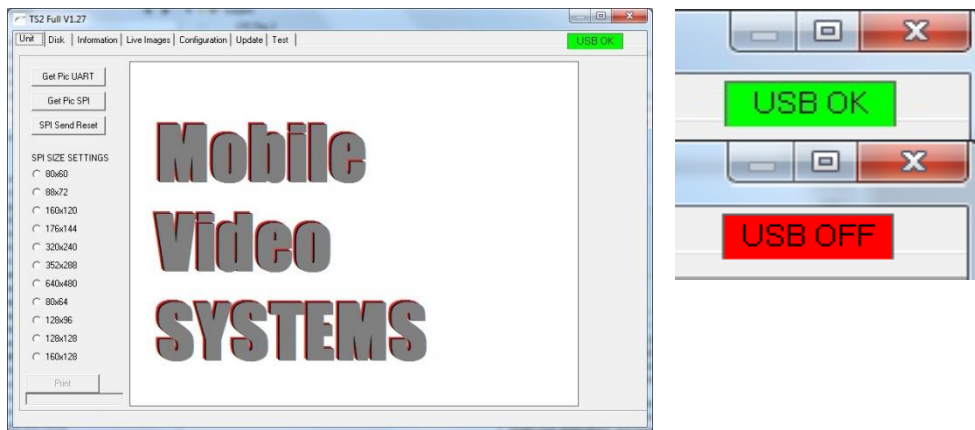 TS2 Full V1.27
Unit Disk Information Live Images Configuration Update Test USB OK
Get Pic UART
Get Pic SPI
SPI Send Reset
SPI SIZE SETTINGS
80x60
88x72
160x120
176x144
320x240
352x288
640x480
80x64
128x96
128x128
160x128
Print
Mobile
Video
SYSTEMS
USB OK
USB OFF